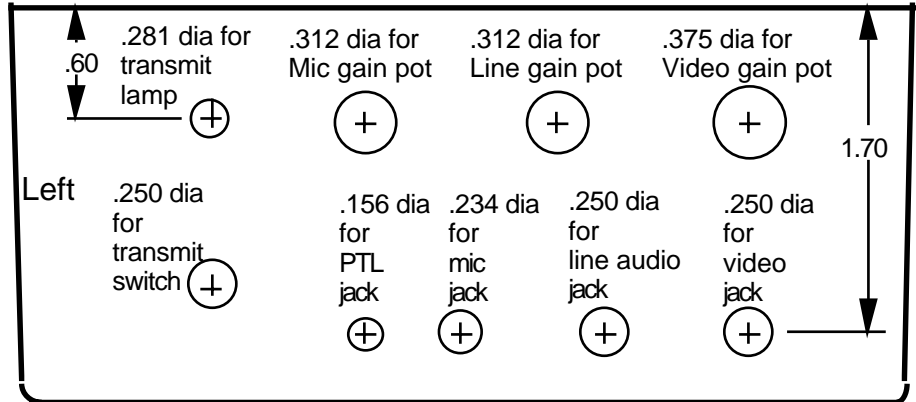 .60
.281 dia for
transmit
lamp
.312 dia for
Mic gain pot
.312 dia for
Line gain pot
.375 dia for
Video gain pot
1.70
Left
.250 dia
for
transmit
switch
.156 dia
for
PTL
jack
.234 dia
for
mic
jack
.250 dia
for
line audio
jack
.250 dia
for
video
jack